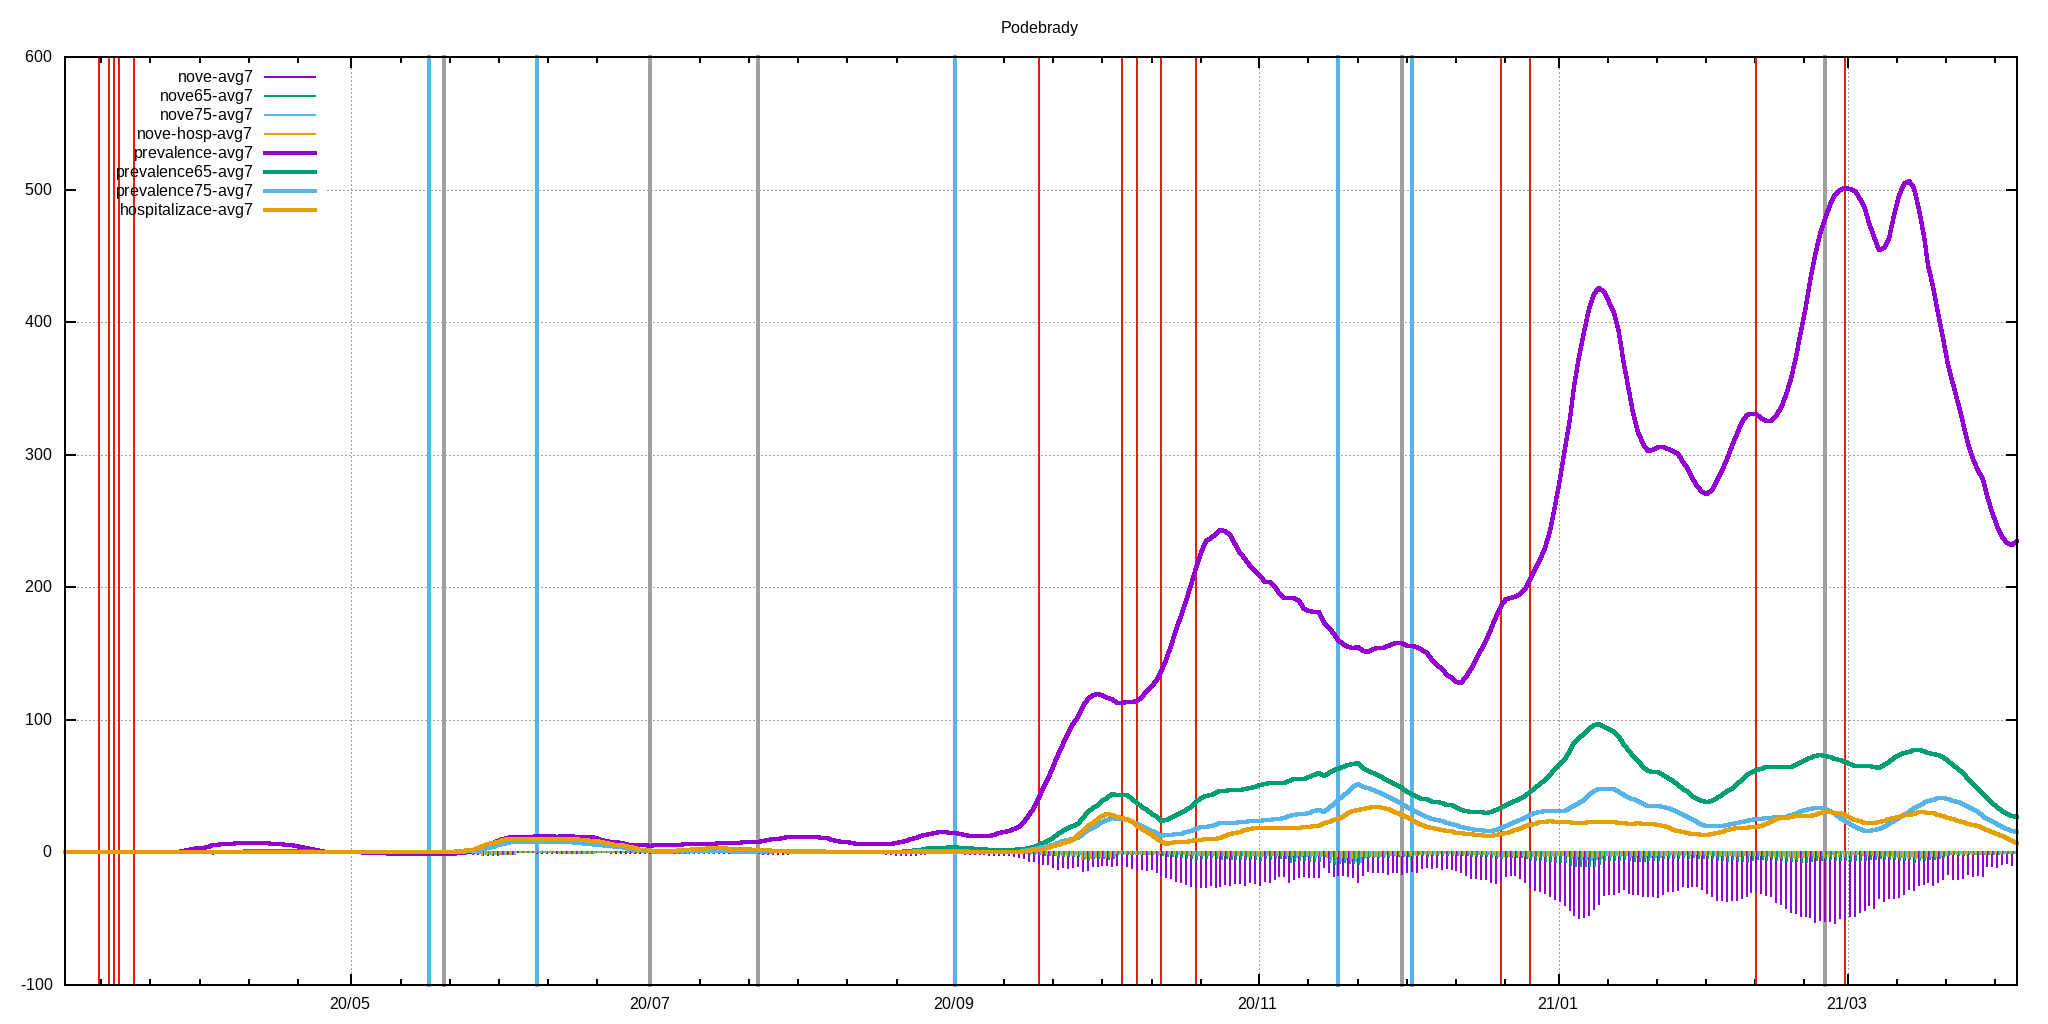 Podebrady
600
500
400
300
200
100
0
-100
nove-avg7
nove65-avg7
nove75-avg7
nove-hosp-avg7
prevalence-avg7
prevalence65-avg7
prevalence75-avg7
hospitalizace-avg7
20/05 20/07 20/09 20/11 21/01 21/03